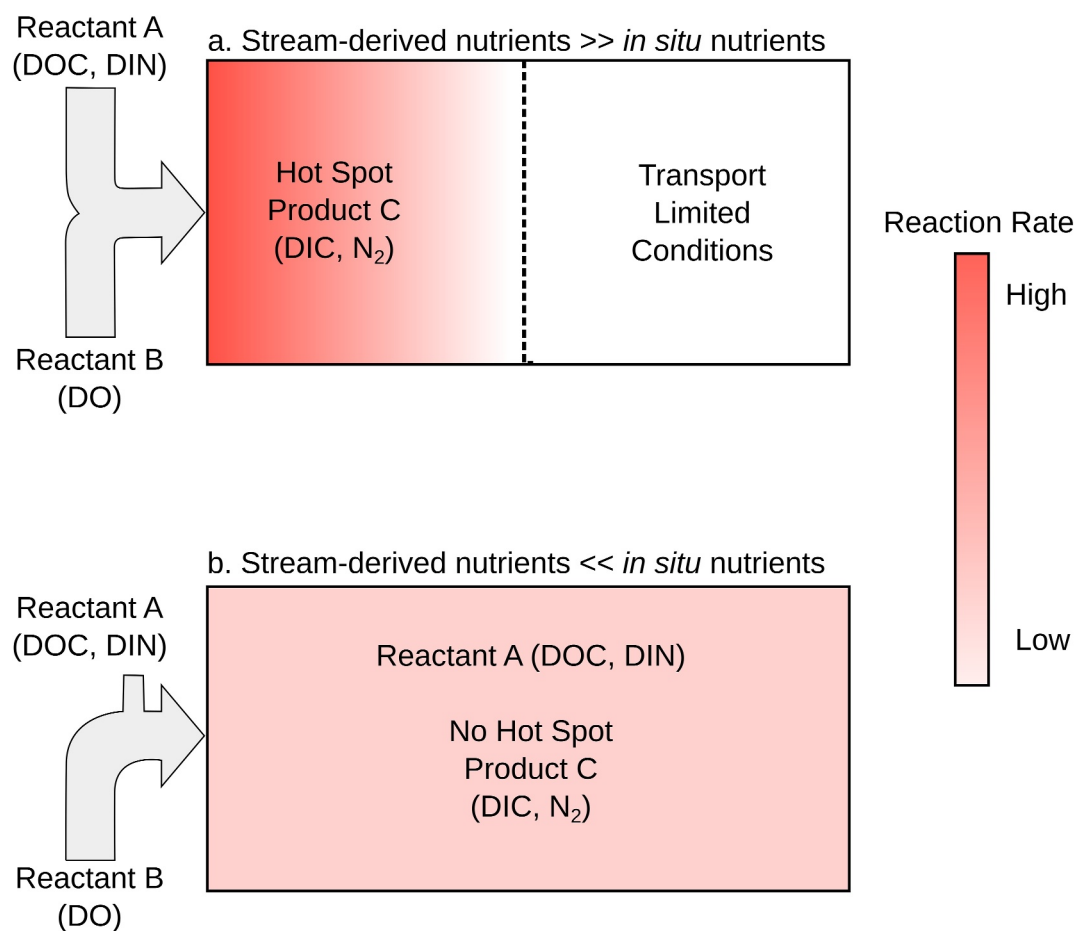 Reactant A
(DOC, DIN)
a. Stream-derived nutrients >> in situ nutrients
Hot Spot
Product C
(DIC, N₂)
Transport
Limited
Conditions
Reactant B
(DO)
Reaction Rate
High
Low
b. Stream-derived nutrients << in situ nutrients
Reactant A
(DOC, DIN)
Reactant A (DOC, DIN)
No Hot Spot
Product C
(DIC, N₂)
Reactant B
(DO)